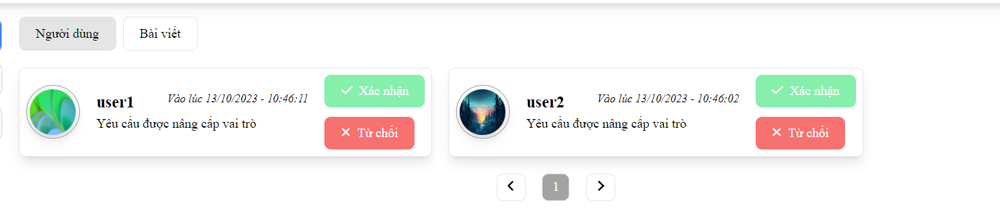 Người dùng
Bài viết
user1
Vào lúc 13/10/2023 - 10:46:11
Yêu cầu được nâng cấp vai trò
Xác nhận
Từ chối
user2
Vào lúc 13/10/2023 - 10:46:02
Yêu cầu được nâng cấp vai trò
Xác nhận
Từ chối
1